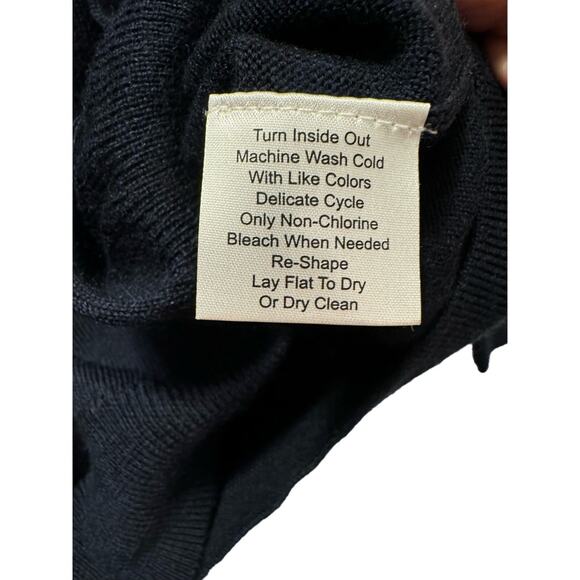 Turn Inside Out
Machine Wash Cold
With Like Colors
Delicate Cycle
Only Non-Chlorine
Bleach When Needed
Re-Shape
Lay Flat To Dry
Or Dry Clean